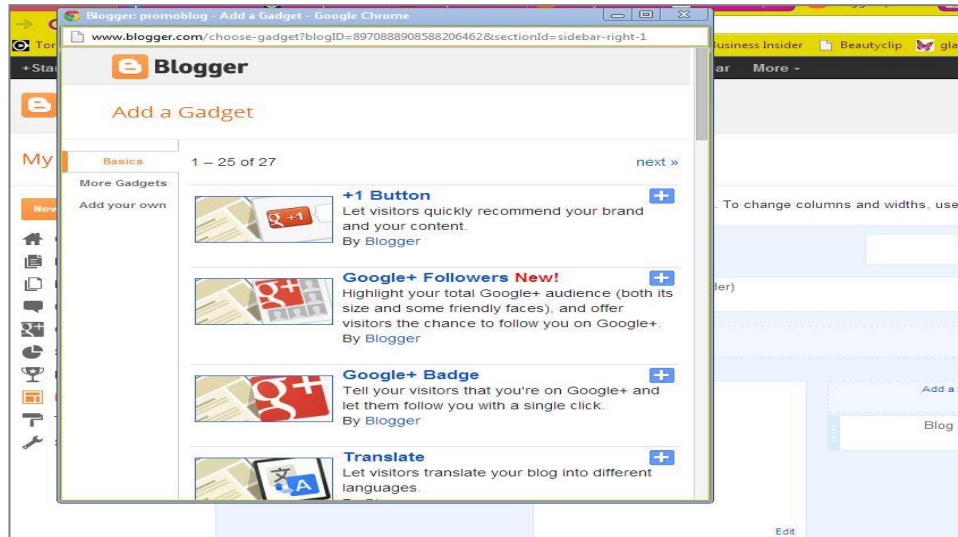 Blogger: promoblog - Add a Gadget - Google Chrome
www.blogger.com/choose-gadget?blogID=8970888908588206462&sectionId=sidebar-right-1
Tor
Business Insider
Beautyclip
gla
+Sta
ar
More
Blogger
Add a Gadget
My
Basics
More Gadgets
Add your own
1 – 25 of 27
next »
New
+1 Button
Let visitors quickly recommend your brand
and your content.
By Blogger
Google+ Followers New!
Highlight your total Google+ audience (both its
size and some friendly faces), and offer
visitors the chance to follow you on Google+.
By Blogger
Google+ Badge
Tell your visitors that you're on Google+ and
let them follow you with a single click.
By Blogger
Translate
Let visitors translate your blog into different
languages.
. To change columns and widths, use
der)
Add a
Blog
Edit